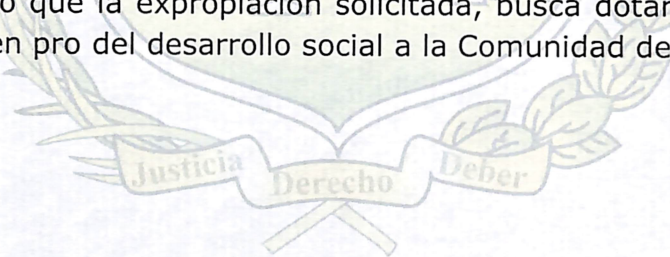 o que la expropiación solicitada, busca dotar
en pro del desarrollo social a la Comunidad de
Justicia Derecho Deber